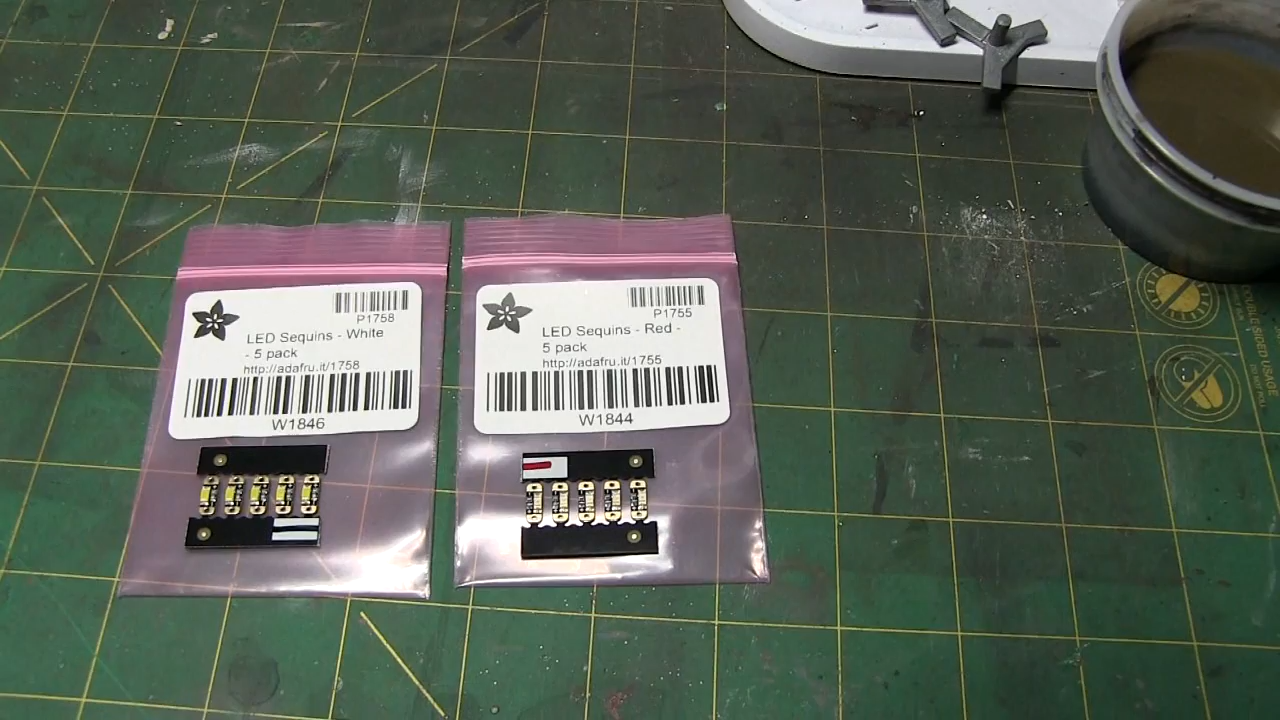 P1758
LED Sequins - White
- 5 pack
http://adafru.it/1758
W1846
P1755
LED Sequins - Red -
5 pack
http://adafru.it/1755
W1844